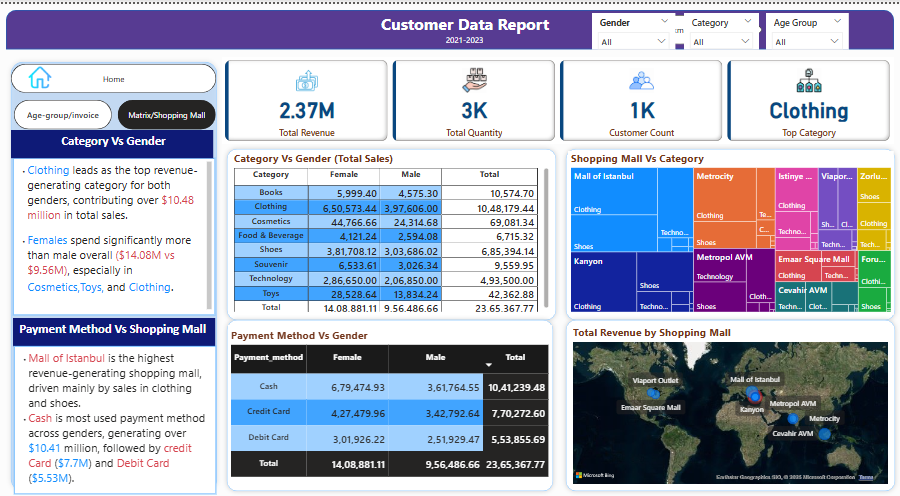 Customer Data Report
2021-2023
Gender
All
Category
All
Age Group
All
Home
Age-group/invoice
Matrix/Shopping Mall
Category Vs Gender
· Clothing leads as the top revenue-
generating category for both
genders, contributing over $10.48
million in total sales.
· Females spend significantly more
than male overall ($14.08M vs
$9.56M), especially in
Cosmetics,Toys, and Clothing.
Payment Method Vs Shopping Mall
· Mall of Istanbul is the highest
revenue-generating shopping mall,
driven mainly by sales in clothing
and shoes.
· Cash is most used payment method
across genders, generating over
$10.41 million, followed by credit
Card ($7.7M) and Debit Card
($5.53M).
2.37M
Total Revenue
3K
Total Quantity
1K
Customer Count
Clothing
Top Category
Category Vs Gender (Total Sales)
Category Female Male Total
Books 5,999.40 4,575.30 10,574.70
Clothing 6,50,573.44 3,97,606.00 10,48,179.44
Cosmetics 44,766.66 24,314.68 69,081.34
Food & Beverage 4,121.24 2,594.08 6,715.32
Shoes 3,81,708.12 3,03,686.02 6,85,394.14
Souvenir 6,533.61 3,026.34 9,559.95
Technology 2,86,650.00 2,06,850.00 4,93,500.00
Toys 28,528.64 13,834.24 42,362.88
Total 14,08,881.11 9,56,486.66 23,65,367.77
Shopping Mall Vs Category
Mall of Istanbul
Clothing
Shoes
Techno...
Kanyon
Clothing
Shoes
Techno...
Metrocity
Clothing
Shoes
Te...
C...
Metropol AVM
Technology
Shoes
Cloth...
Istinye ...
Clothing
Techno...
Viapor...
Sh...
Cl...
Techn...
Zorlu...
Shoes
Clothing
Tech...
Emaar Square Mall
Clothing
Techn...
Cevahir AVM
Techno...
Clot...
Shoes
Foru...
Clothi...
Payment Method Vs Gender
Payment_method Female Male Total
Cash 6,79,474.93 3,61,764.55 10,41,239.48
Credit Card 4,27,479.96 3,42,792.64 7,70,272.60
Debit Card 3,01,926.22 2,51,929.47 5,53,855.69
Total 14,08,881.11 9,56,486.66 23,65,367.77
Total Revenue by Shopping Mall
Viaport Outlet
Emaar Square Mall
Mall of Istanbul
Kanyon
Metropol AVM
Metrocity
Cevahir AVM
Microsoft Bing
Earthstar Geographics SIO, © 2025 Microsoft Corporation Terms